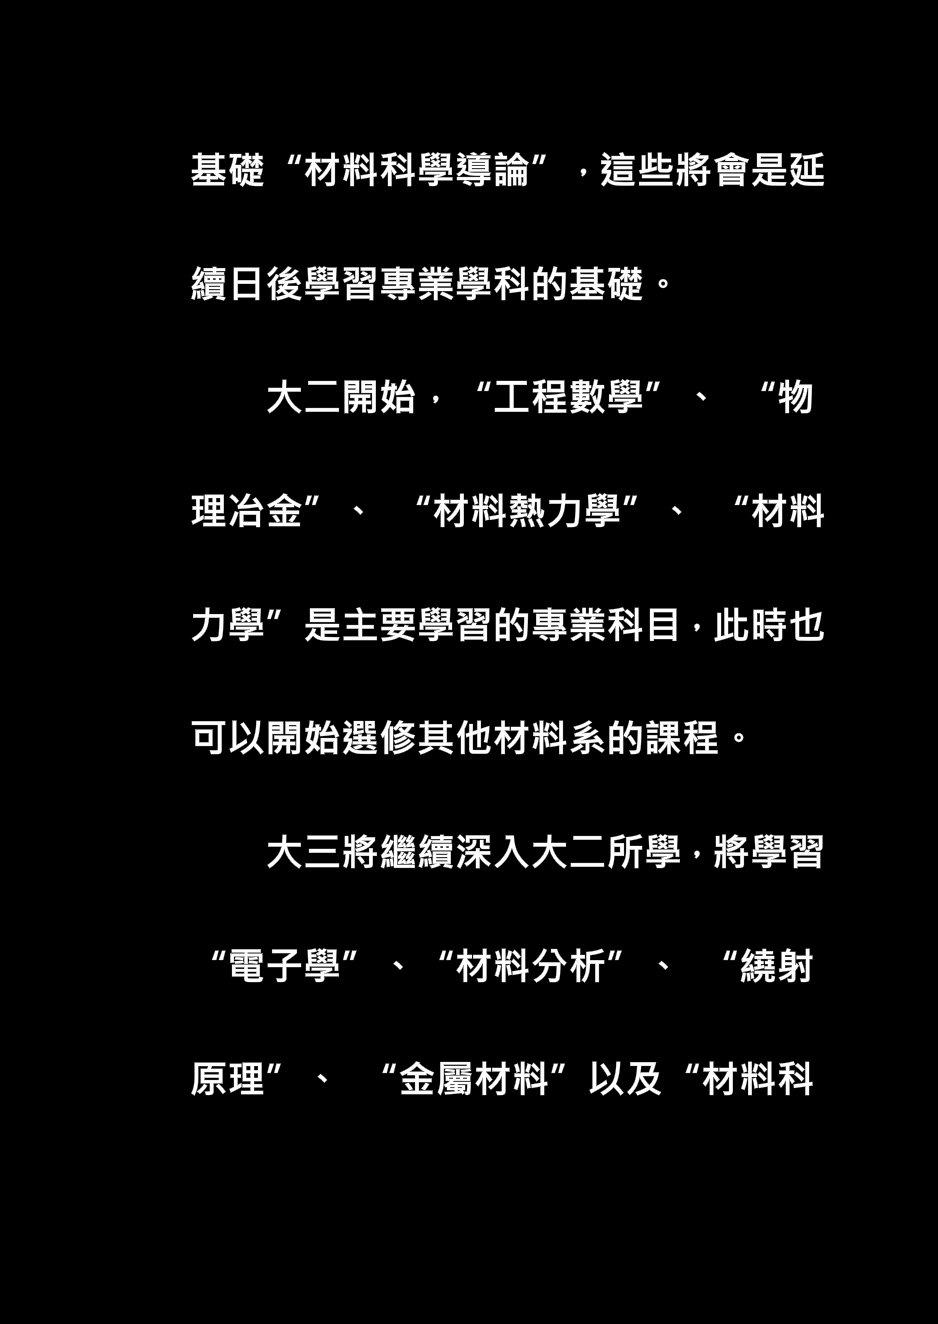 基礎“材料科學導論”，這些將會是延
續日後學習專業學科的基礎。
大二開始，“工程數學”、 “物
理冶金”、 “材料熱力學”、 “材料
力學”是主要學習的專業科目，此時也
可以開始選修其他材料系的課程。
大三將繼續深入大二所學，將學習
“電子學”、“材料分析”、 “繞射
原理”、 “金屬材料”以及“材料科